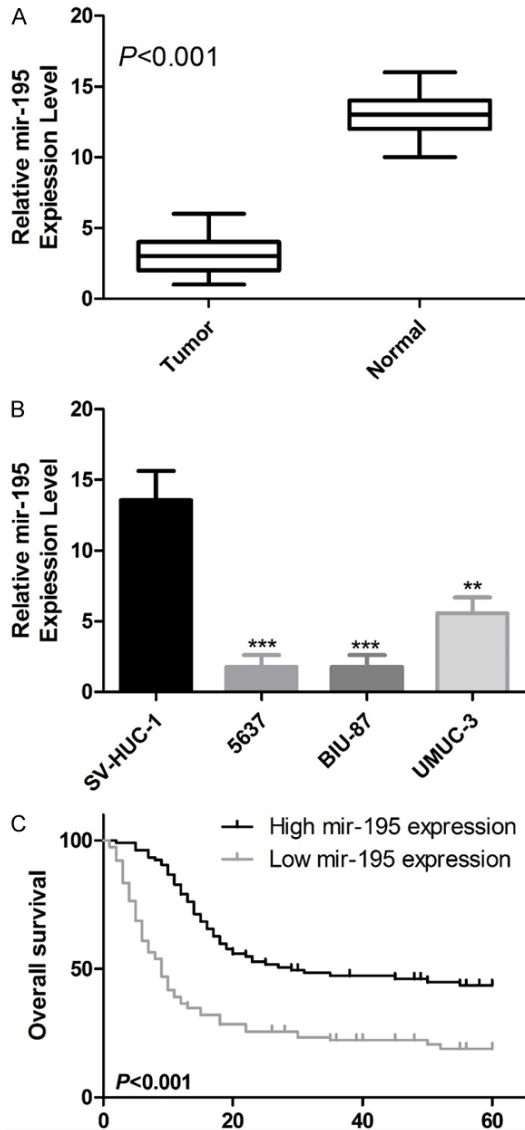 A
P<0.001
Relative mir-195
Expiession Level
20
15
10
5
0
Tumor
Normal
B
Relative mir-195
Expiession Level
20
15
10
5
0
***
***
**
SV-HUC-1
5637
BIU-87
UMUC-3
C
High mir-195 expression
Low mir-195 expression
Overall survival
100
50
0
P<0.001
0
20
40
60